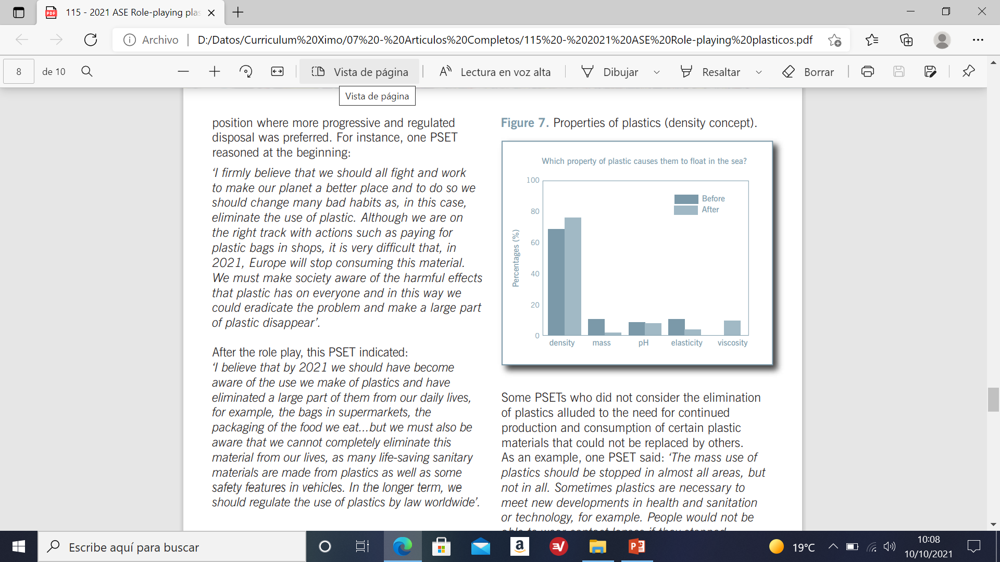 115 - 2021 ASE Role-playing plas
Archivo
D:/Datos/Curriculum%20Ximo/07%20-%20Articulos%20Completos/115%20-%202021%20ASE%20Role-playing%20plasticos.pdf
8 de 10
Vista de página
Lectura en voz alta
Dibujar
Resaltar
Borrar
Vista de página
position where more progressive and regulated
disposal was preferred. For instance, one PSET
reasoned at the beginning:
‘I firmly believe that we should all fight and work
to make our planet a better place and to do so we
should change many bad habits as, in this case,
eliminate the use of plastic. Although we are on
the right track with actions such as paying for
plastic bags in shops, it is very difficult that, in
2021, Europe will stop consuming this material.
We must make society aware of the harmful effects
that plastic has on everyone and in this way we
could eradicate the problem and make a large part
of plastic disappear’.
After the role play, this PSET indicated:
‘I believe that by 2021 we should have become
aware of the use we make of plastics and have
eliminated a large part of them from our daily lives,
for example, the bags in supermarkets, the
packaging of the food we eat...but we must also be
aware that we cannot completely eliminate this
material from our lives, as many life-saving sanitary
materials are made from plastics as well as some
safety features in vehicles. In the longer term, we
should regulate the use of plastics by law worldwide’.
Figure 7. Properties of plastics (density concept).
Which property of plastic causes them to float in the sea?
Percentages (%)
100
80
60
40
20
0
Before
After
density mass pH elasticity viscosity
Some PSETs who did not consider the elimination
of plastics alluded to the need for continued
production and consumption of certain plastic
materials that could not be replaced by others.
As an example, one PSET said: ‘The mass use of
plastics should be stopped in almost all areas, but
not in all. Sometimes plastics are necessary to
meet new developments in health and sanitation
or technology, for example. People would not be
able to wear contact lenses if they stopped
Escribe aquí para buscar
19°C
10:08
10/10/2021